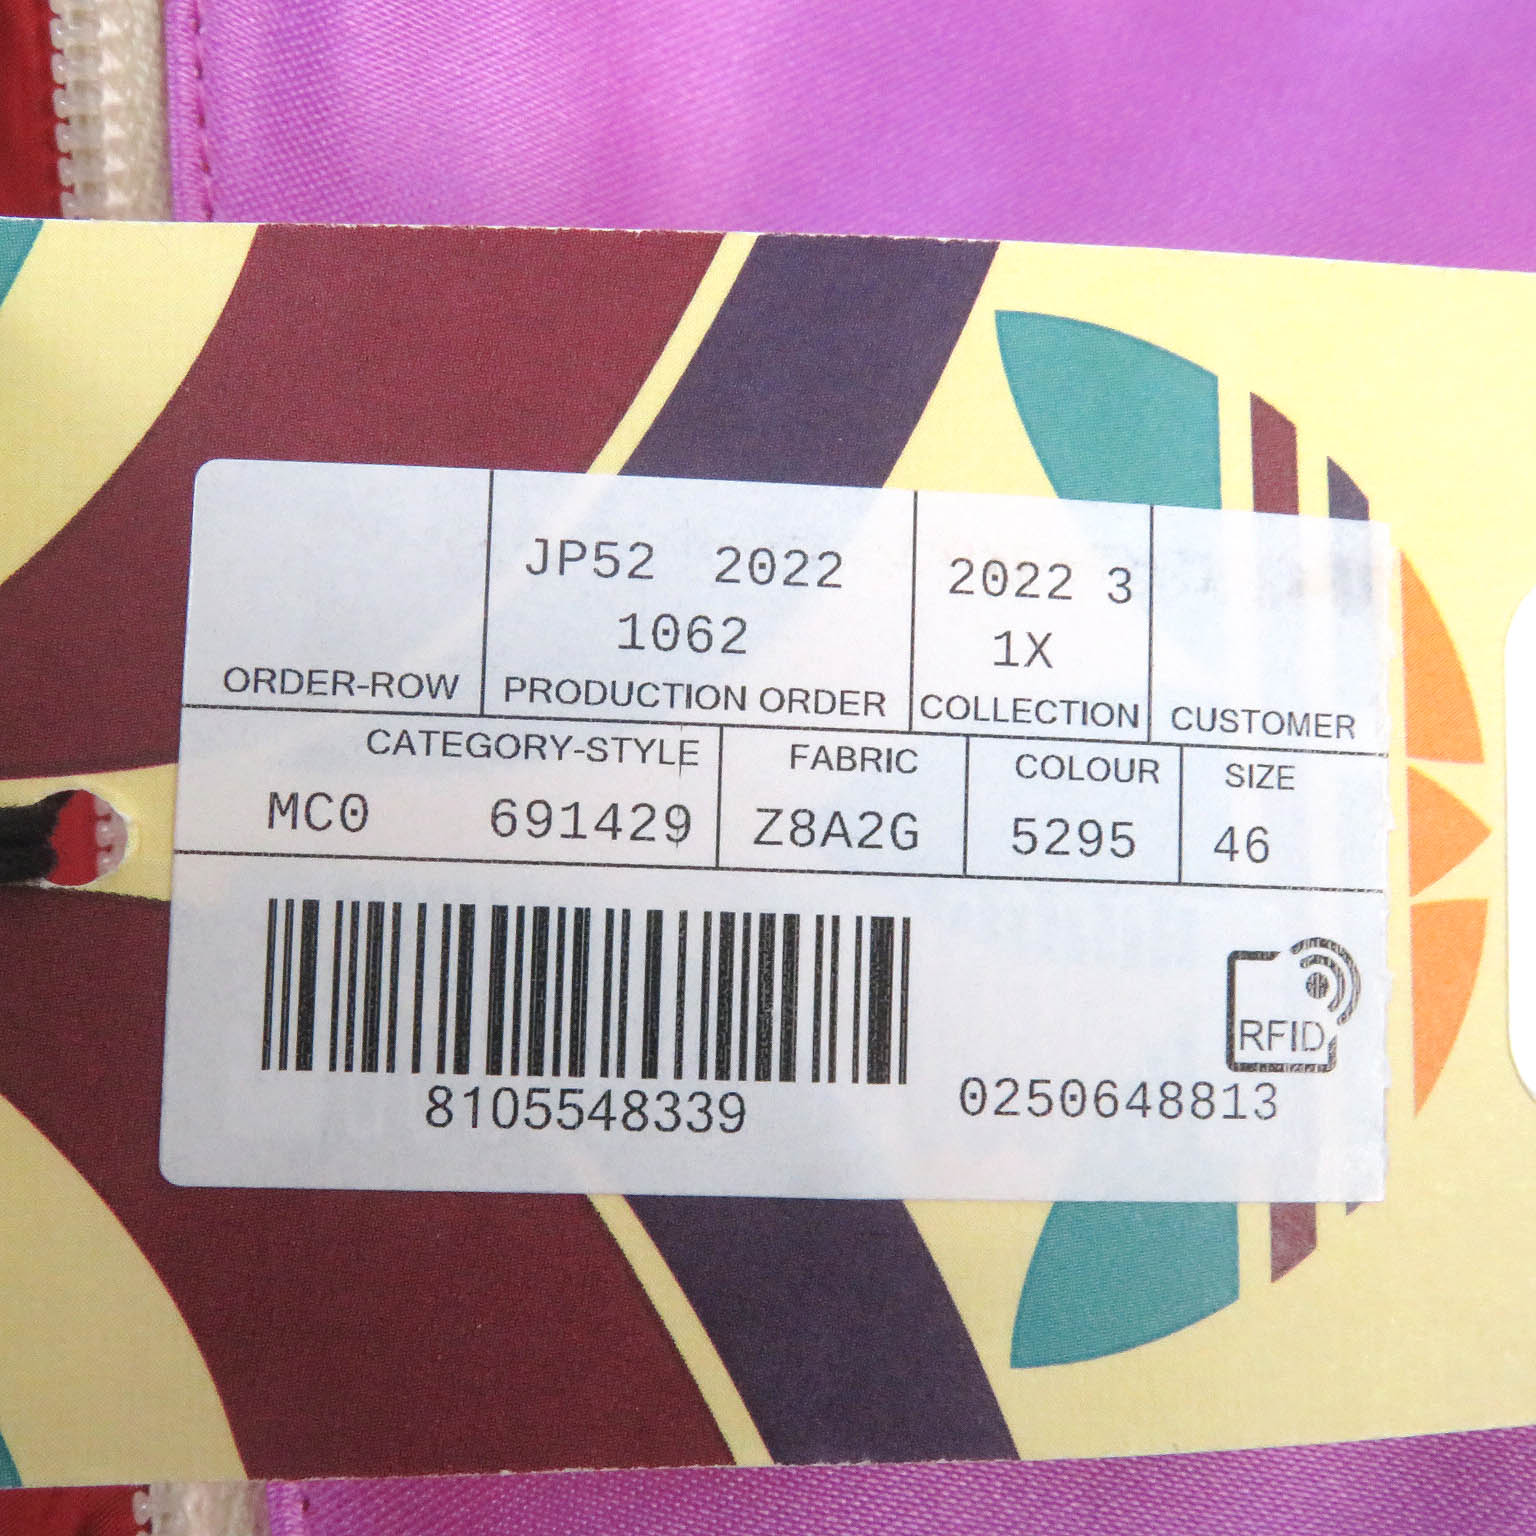 JP52 2022
1062
2022 3
1X
ORDER-ROW
PRODUCTION ORDER
COLLECTION
CUSTOMER
CATEGORY-STYLE
FABRIC
COLOUR
SIZE
MC0 691429
Z8A2G
5295
46
RFID
8105548339
0250648813